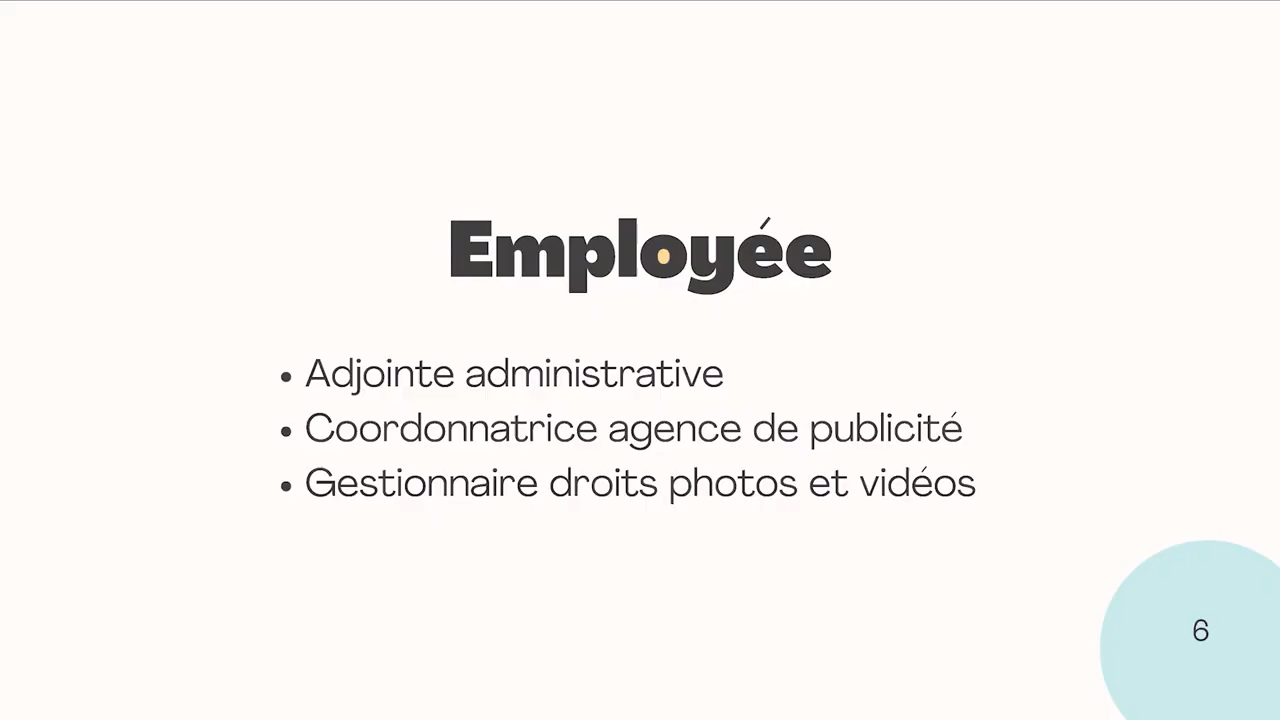 Employée
• Adjointe administrative
• Coordonnatrice agence de publicité
• Gestionnaire droits photos et vidéos
6